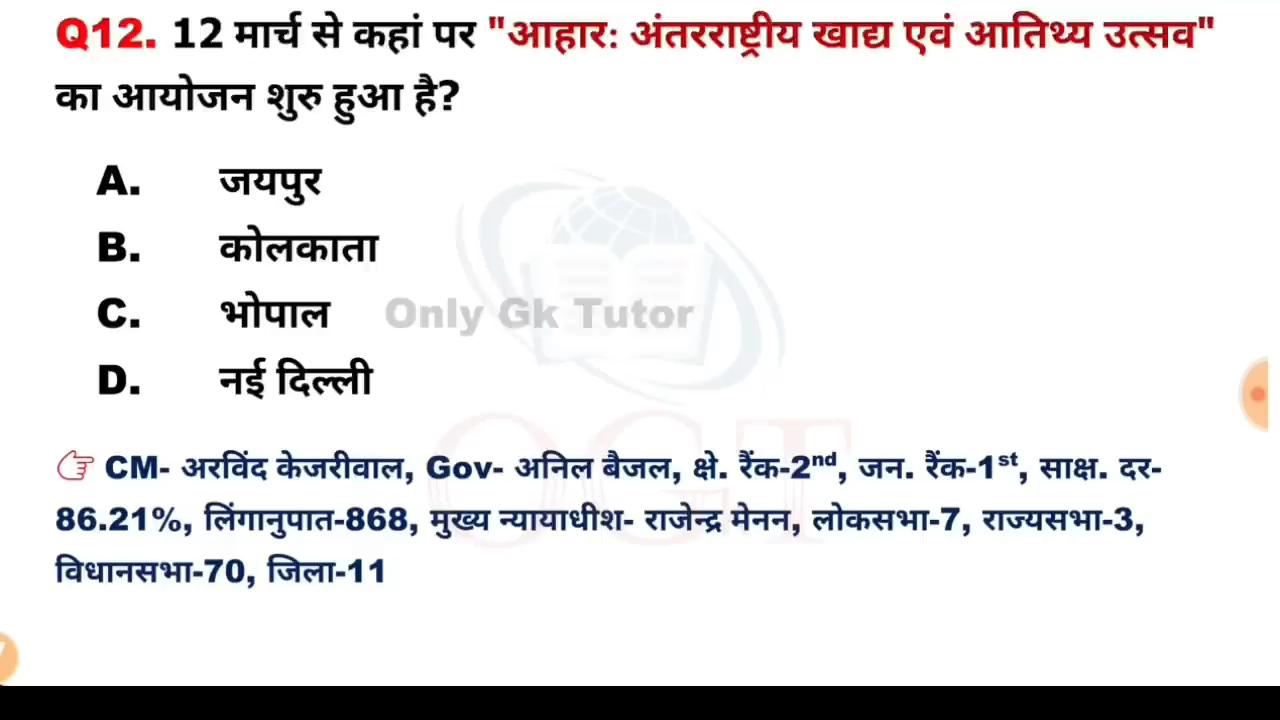 Q12. 12 मार्च से कहां पर "आहार: अंतरराष्ट्रीय खाद्य एवं आतिथ्य उत्सव"
का आयोजन शुरु हुआ है?
A. जयपुर
B. कोलकाता
C. भोपाल
Only Gk Tutor
D. नई दिल्ली
OGT
CM- अरविंद केजरीवाल, Gov- अनिल बैजल, क्षे. रैंक-2nd, जन. रैंक-1st, साक्ष. दर-
86.21%, लिंगानुपात-868, मुख्य न्यायाधीश- राजेन्द्र मेनन, लोकसभा-7, राज्यसभा-3,
विधानसभा-70, जिला-11